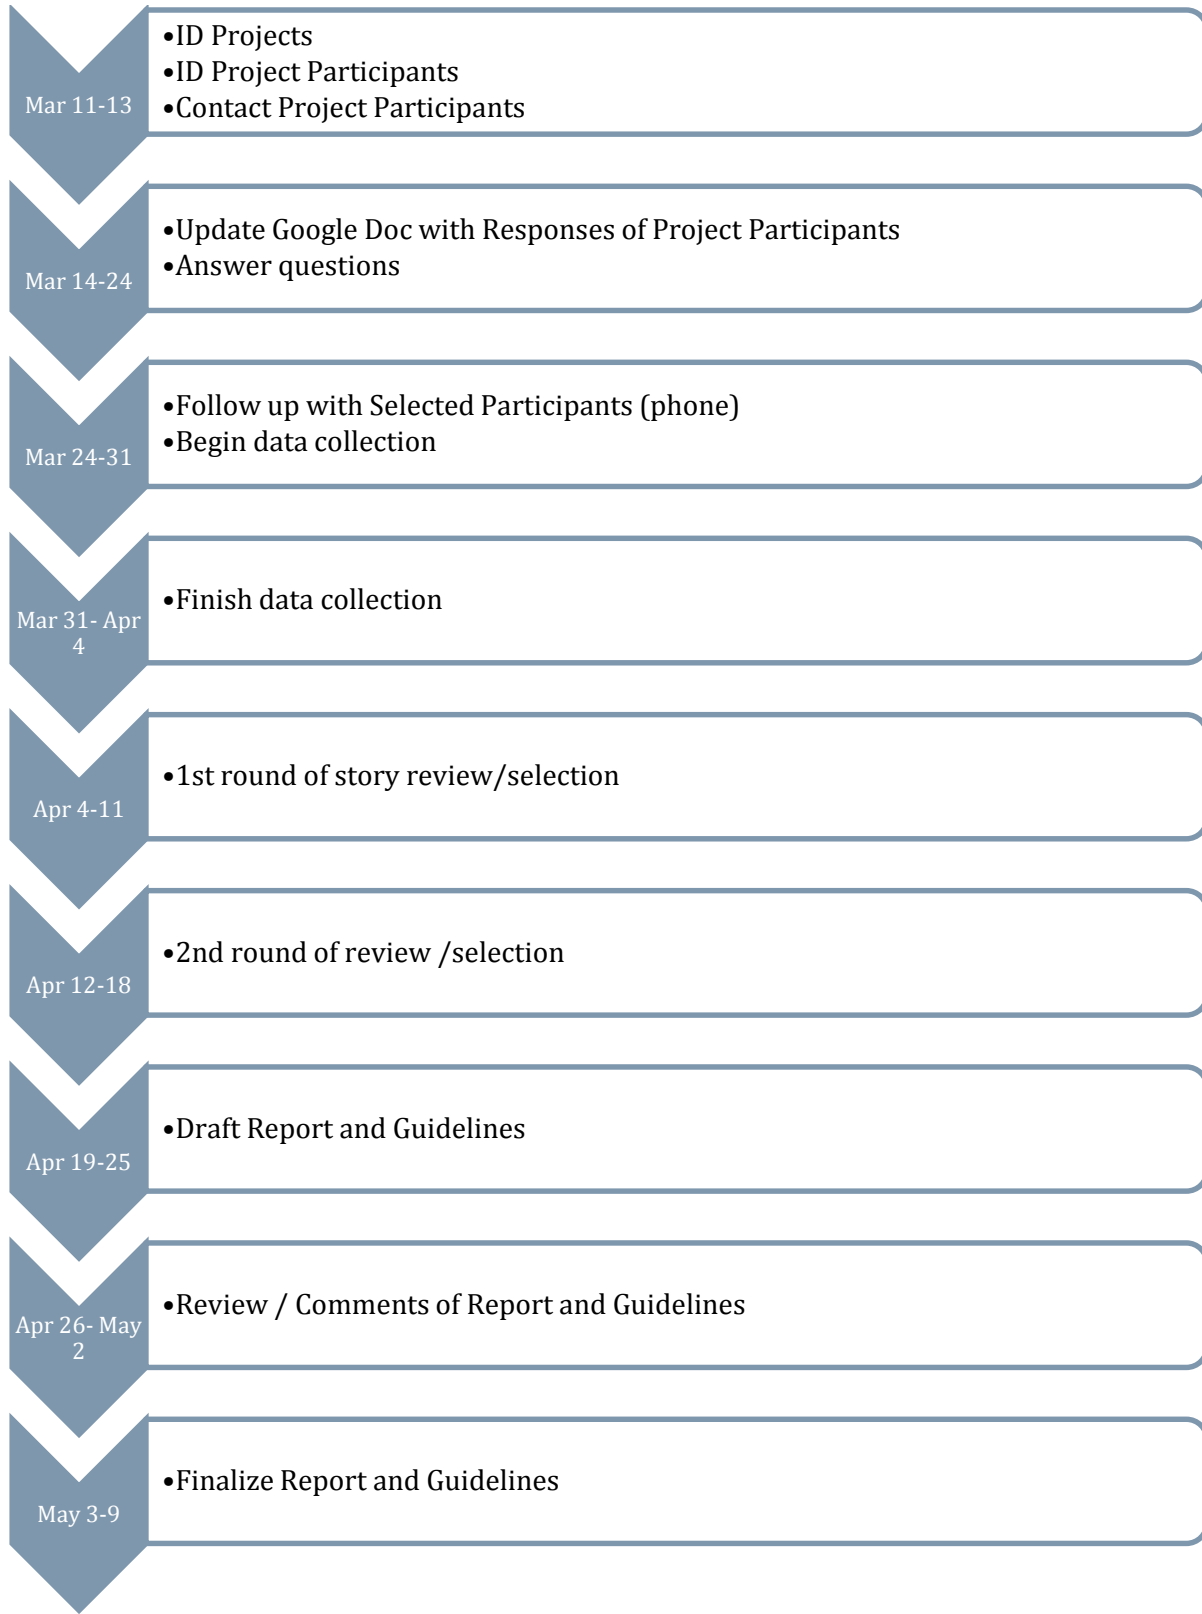 •ID Projects
•ID Project Participants
Mar 11-13
•Contact Project Participants
•Update Google Doc with Responses of Project Participants
•Answer questions
Mar 14-24
•Follow up with Selected Participants (phone)
•Begin data collection
Mar 24-31
•Finish data collection
Mar 31- Apr
4
•1st round of story review/selection
Apr 4-11
•2nd round of review /selection
Apr 12-18
•Draft Report and Guidelines
Apr 19-25
•Review / Comments of Report and Guidelines
Apr 26- May
2
•Finalize Report and Guidelines
May 3-9